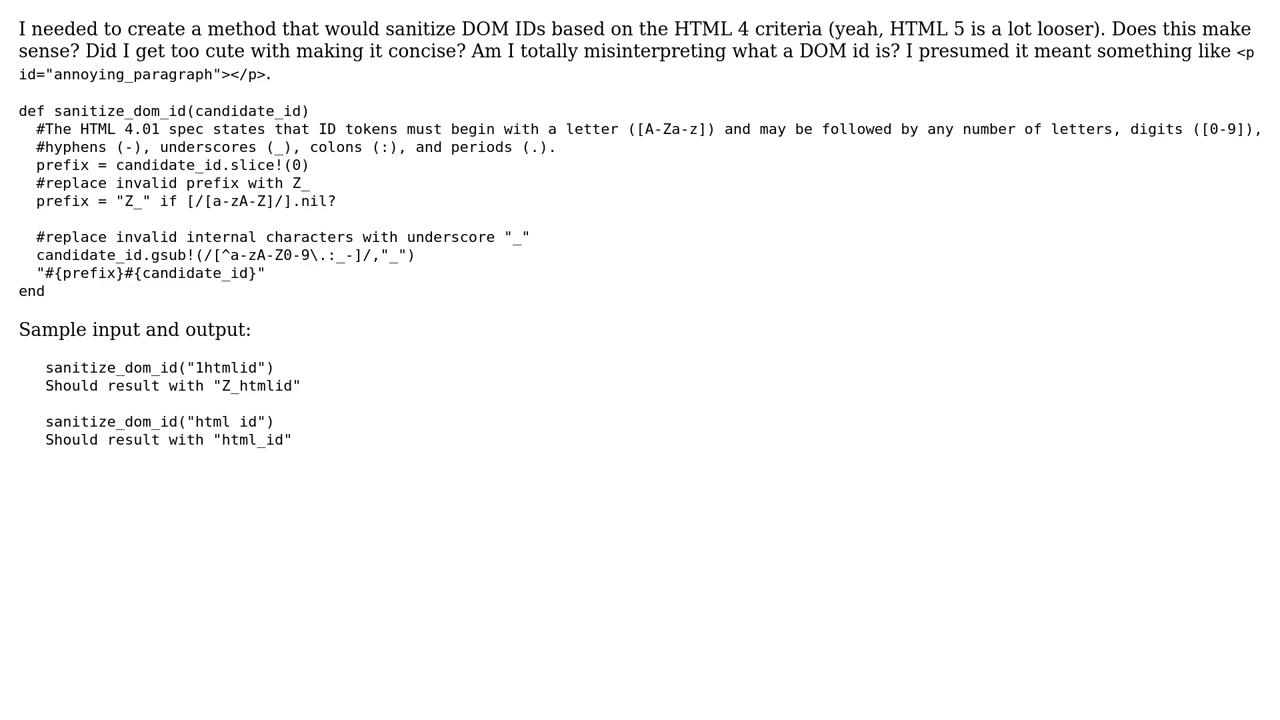 I needed to create a method that would sanitize DOM IDs based on the HTML 4 criteria (yeah, HTML 5 is a lot looser). Does this make
sense? Did I get too cute with making it concise? Am I totally misinterpreting what a DOM id is? I presumed it meant something like <p
id="annoying_paragraph"></p>.
def sanitize_dom_id(candidate_id)
#The HTML 4.01 spec states that ID tokens must begin with a letter ([A-Za-z]) and may be followed by any number of letters, digits ([0-9]),
#hyphens (-), underscores (_), colons (:), and periods (.).
prefix = candidate_id.slice!(0)
#replace invalid prefix with Z_
prefix = "Z_" if [/[a-zA-Z]/].nil?
#replace invalid internal characters with underscore "_"
candidate_id.gsub!(/[^a-zA-Z0-9\.:_-]/,"_")
"#{prefix}#{candidate_id}"
end
Sample input and output:
sanitize_dom_id("1htmlid")
Should result with "Z_htmlid"
sanitize_dom_id("html id")
Should result with "html_id"